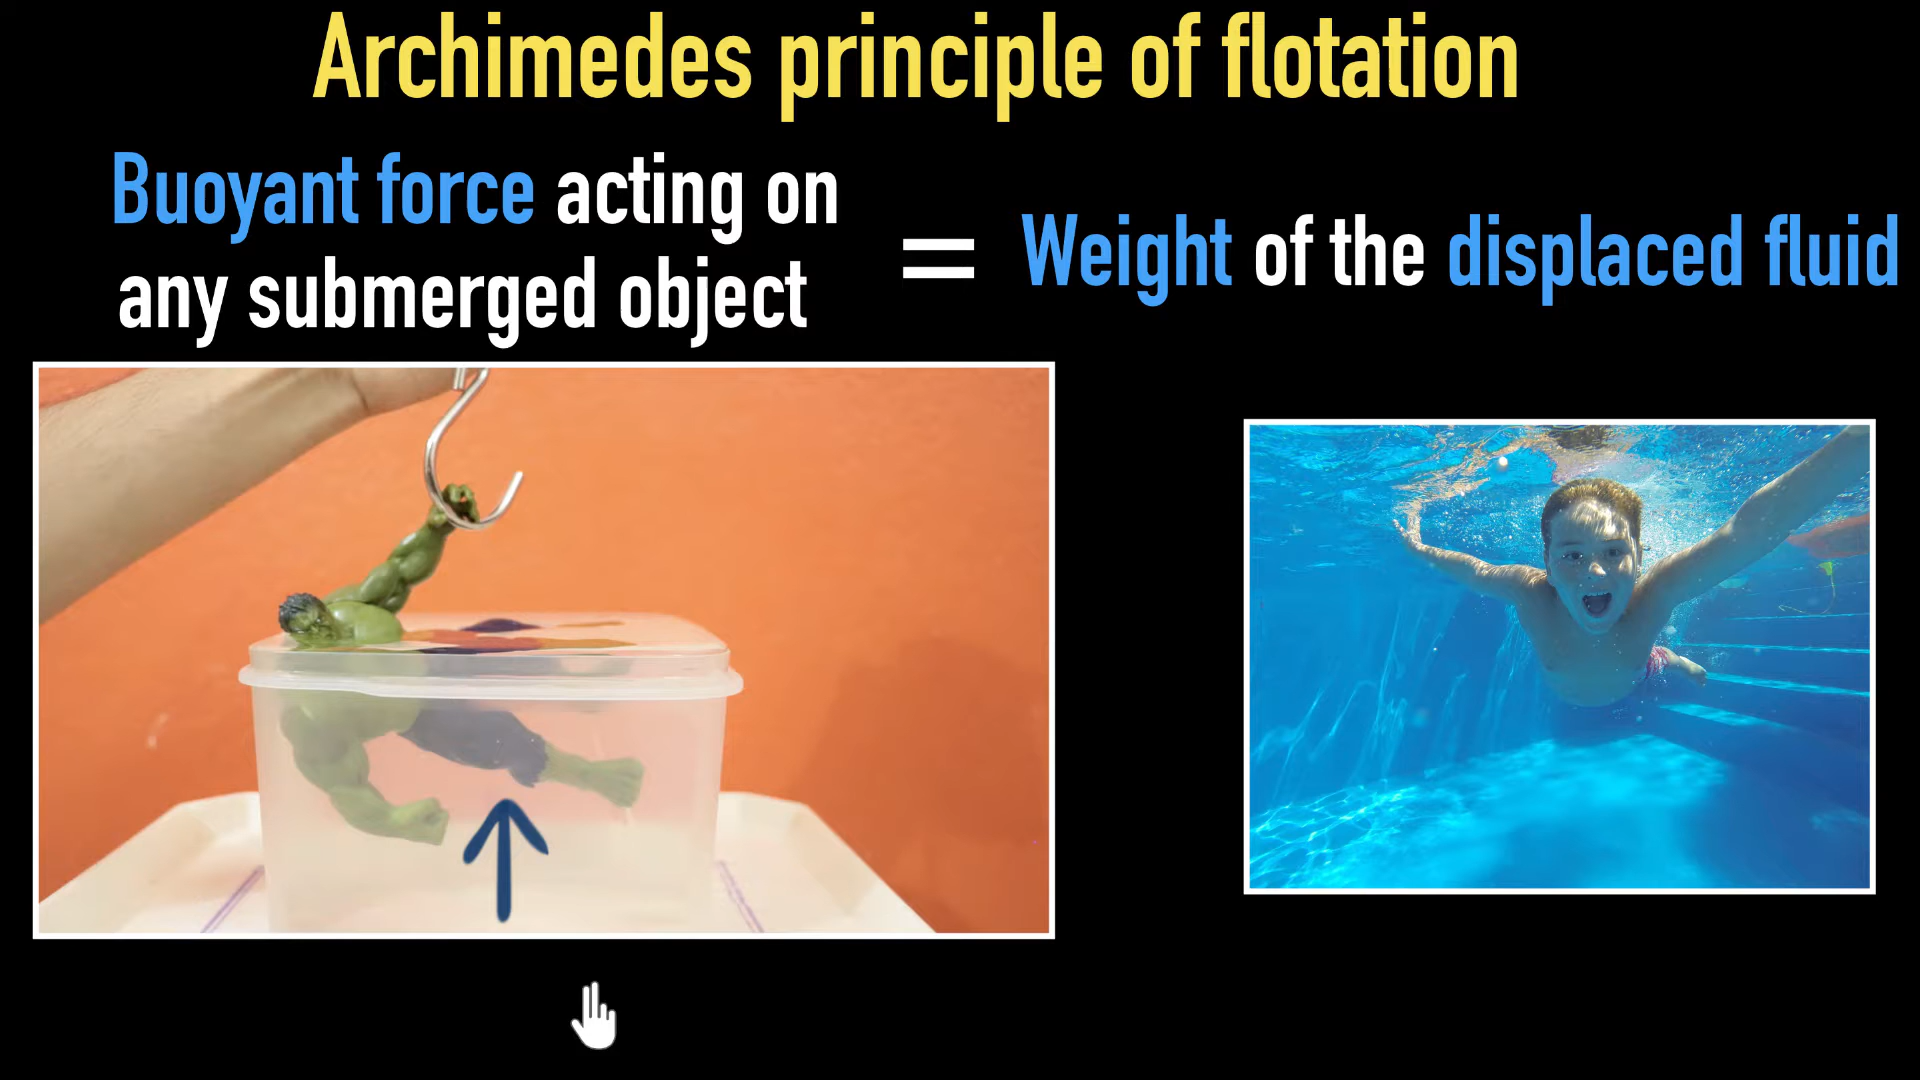 Archimedes principle of flotation
Buoyant force acting on
any submerged object
= Weight of the displaced fluid